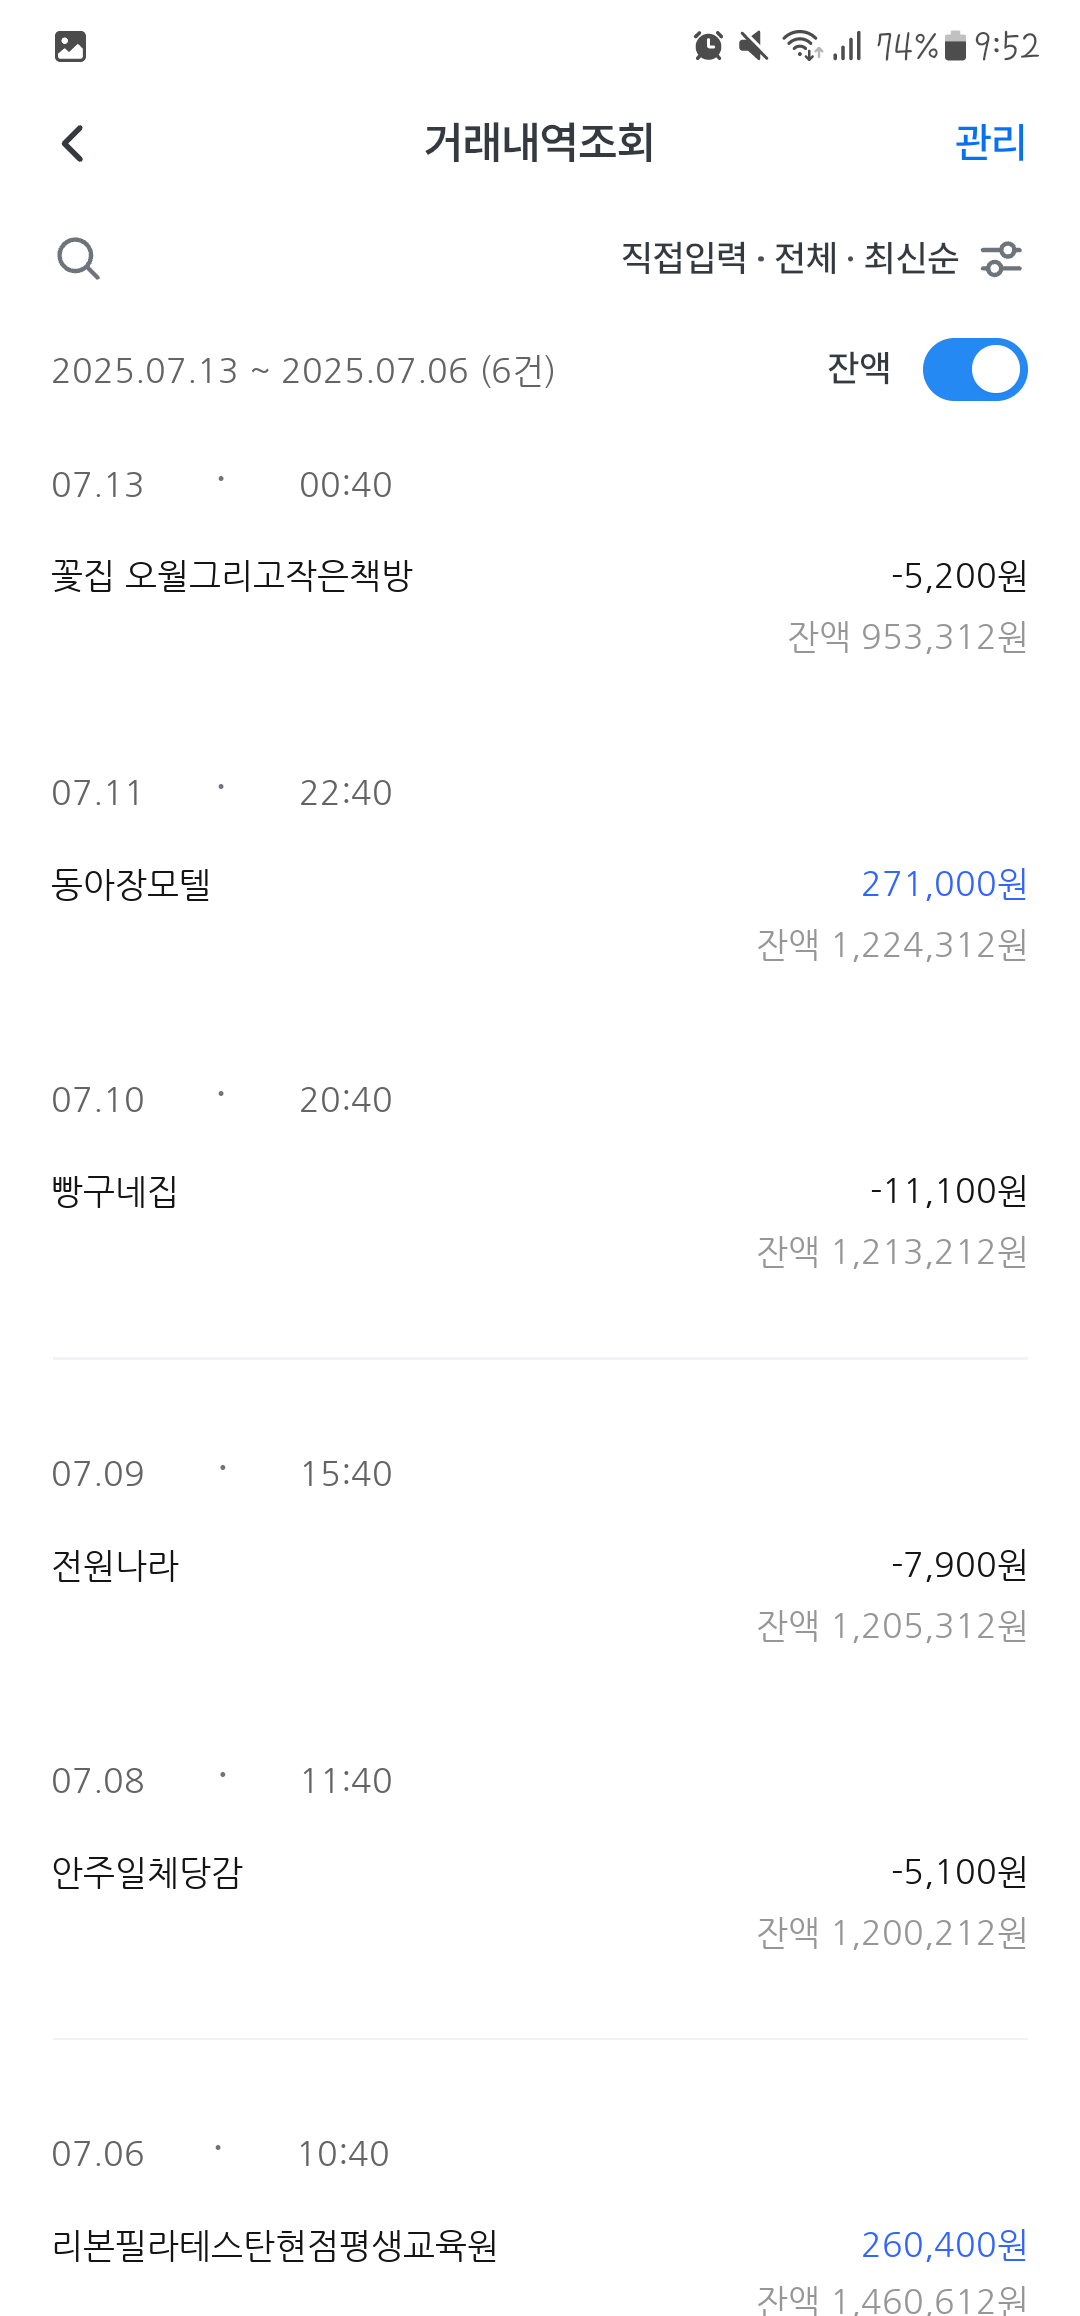 74% 9:52
거래내역조회 관리
직접입력 · 전체 · 최신순
2025.07.13 ~ 2025.07.06 (6건) 잔액
07.13 · 00:40
꽃집 오월그리고작은책방 -5,200원
잔액 953,312원
07.11 · 22:40
동아장모텔 271,000원
잔액 1,224,312원
07.10 · 20:40
빵구네집 -11,100원
잔액 1,213,212원
07.09 · 15:40
전원나라 -7,900원
잔액 1,205,312원
07.08 · 11:40
안주일체당감 -5,100원
잔액 1,200,212원
07.06 · 10:40
리본필라테스탄현점평생교육원 260,400원
잔액 1,460,612원